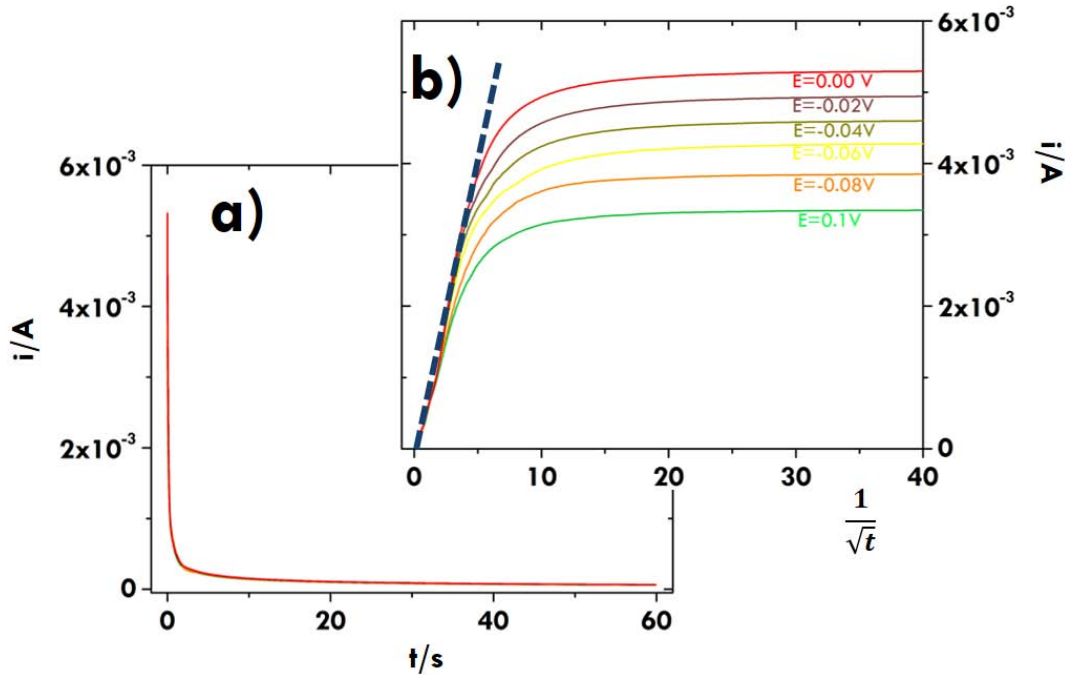 a)
6x10⁻³
4x10⁻³
2x10⁻³
0
i/A
0 20 40 60
t/s
b)
6x10⁻³
4x10⁻³
2x10⁻³
0
i/A
E=0.00 V
E=-0.02V
E=-0.04V
E=-0.06V
E=-0.08V
E=0.1V
0 10 20 30 40
1
√t